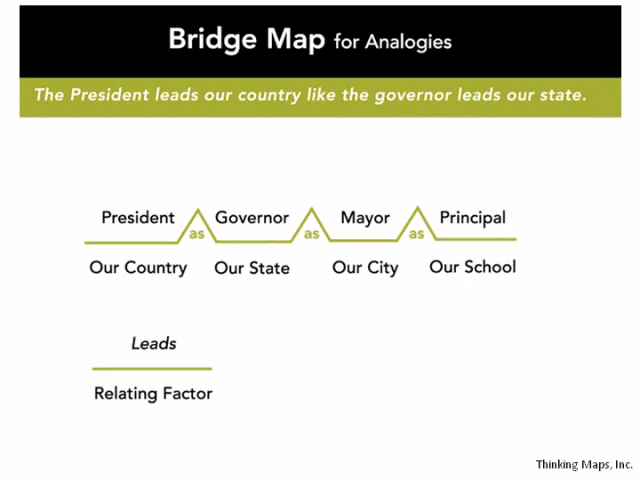 Bridge Map for Analogies
The President leads our country like the governor leads our state.
President as Governor as Mayor as Principal
Our Country Our State Our City Our School
Leads
Relating Factor
Thinking Maps, Inc.